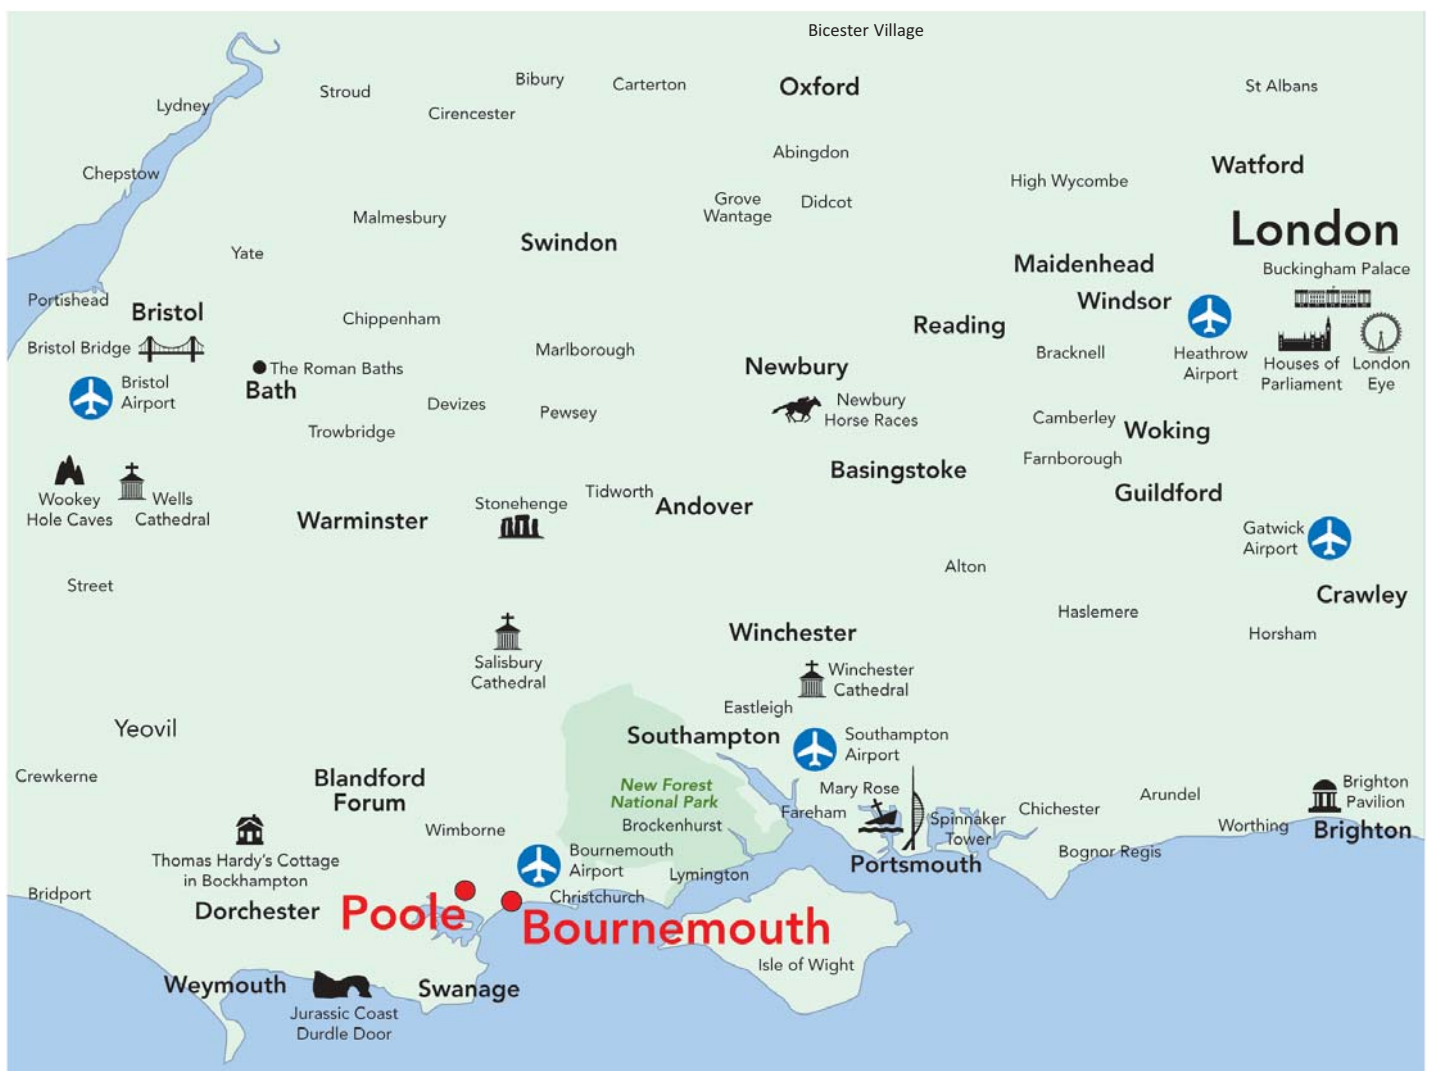 Bicester Village
Bibury
Carterton
Oxford
St Albans
Stroud
Lydney
Cirencester
Abingdon
Watford
Chepstow
High Wycombe
Grove
Wantage
Didcot
Malmesbury
London
Swindon
Yate
Maidenhead
Buckingham Palace
Portishead
Windsor
Bristol
Chippenham
Reading
Bristol Bridge
Marlborough
Bracknell
Heathrow
Airport
Houses of
Parliament
London
Eye
The Roman Baths
Bath
Newbury
Bristol
Airport
Devizes
Pewsey
Newbury
Horse Races
Camberley
Woking
Trowbridge
Farnborough
Basingstoke
Wookey
Hole Caves
Wells
Cathedral
Stonehenge
Tidworth
Andover
Guildford
Warminster
Gatwick
Airport
Street
Alton
Crawley
Haslemere
Horsham
Winchester
Salisbury
Cathedral
Winchester
Cathedral
Eastleigh
Yeovil
Southampton
Southampton
Airport
Crewkerne
Blandford
Forum
New Forest
National Park
Mary Rose
Brighton
Pavilion
Fareham
Chichester
Arundel
Wimborne
Brockenhurst
Spinnaker
Tower
Worthing
Brighton
Thomas Hardy's Cottage
in Bockhampton
Bournemouth
Airport
Portsmouth
Bognor Regis
Lymington
Bridport
Christchurch
Dorchester
Poole
Bournemouth
Isle of Wight
Weymouth
Swanage
Jurassic Coast
Durdle Door